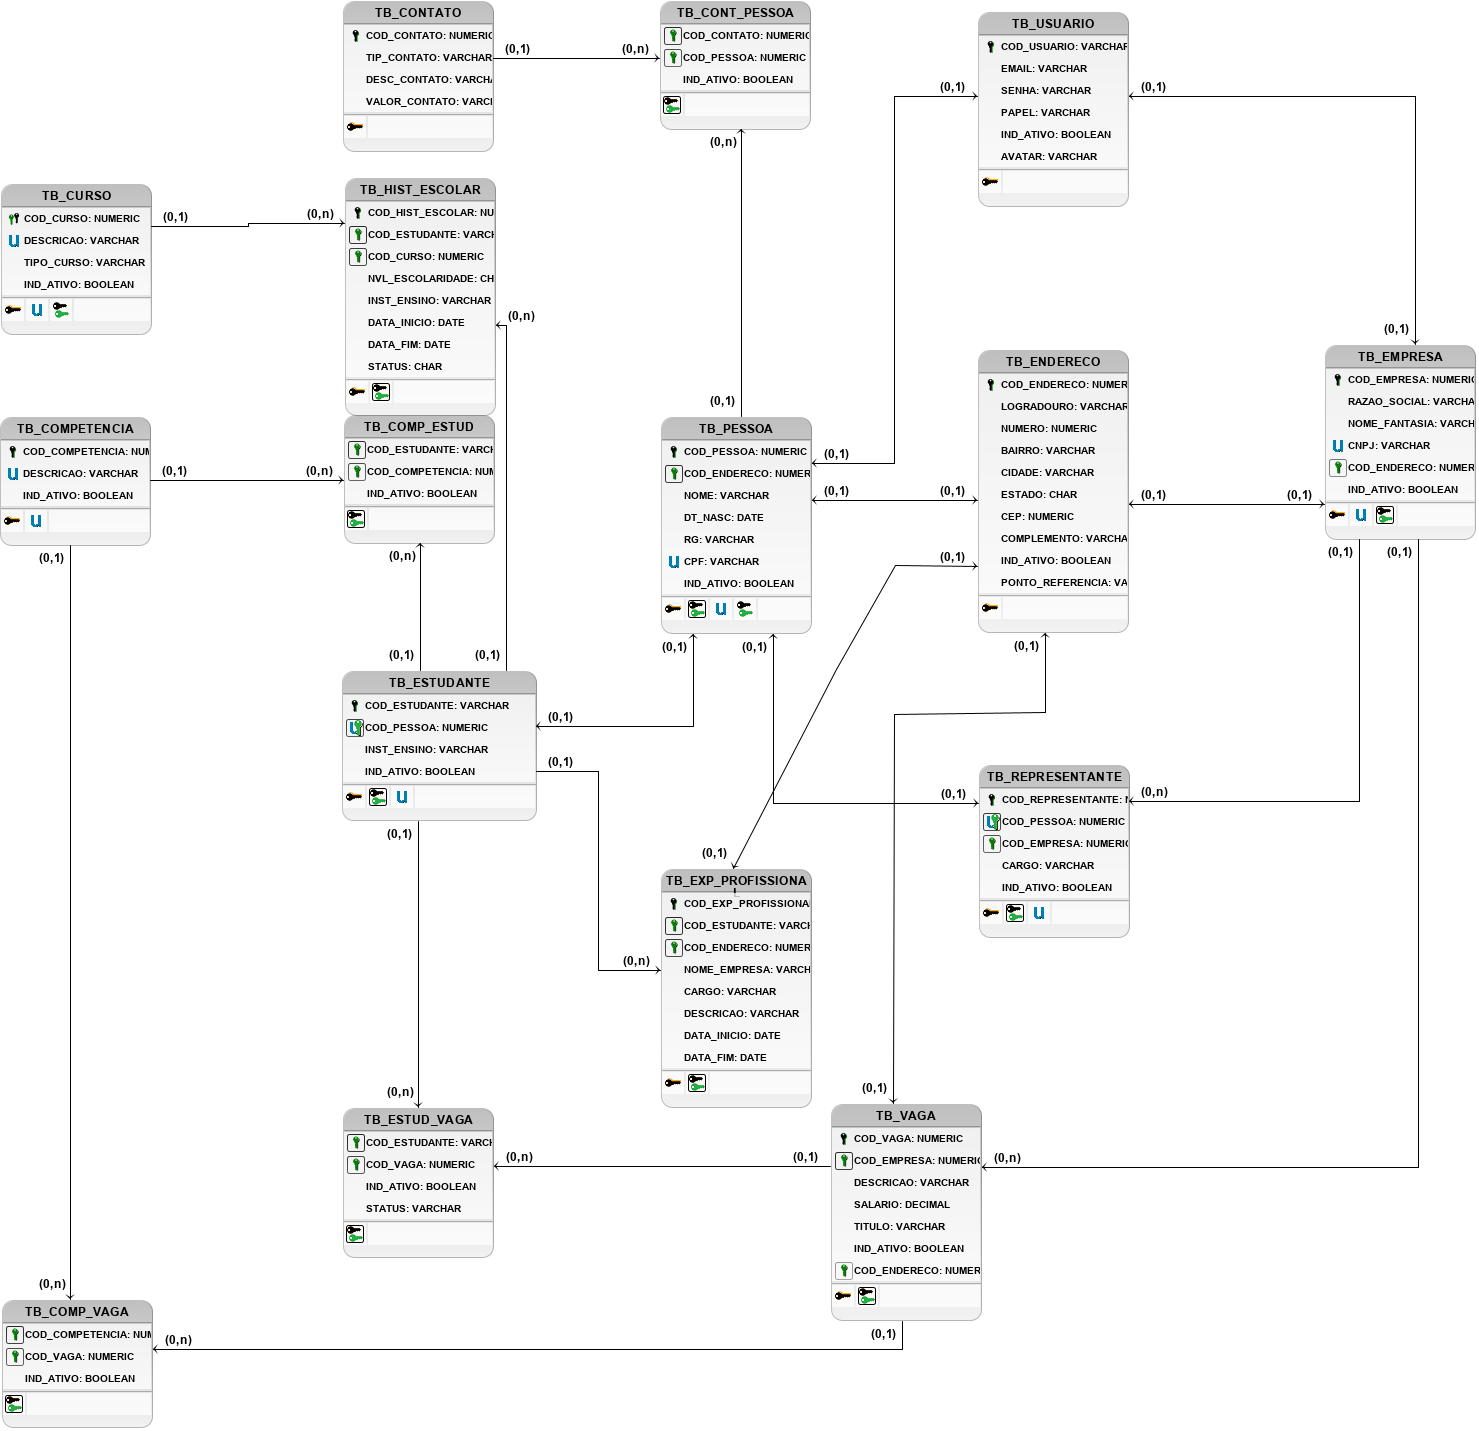 TB_CONTATO
COD_CONTATO: NUMERIC
TIP_CONTATO: VARCHAR
DESC_CONTATO: VARCHA
VALOR_CONTATO: VARCI
(0,1)
(0,n)
TB_CONT_PESSOA
COD_CONTATO: NUMERIC
COD_PESSOA: NUMERIC
IND_ATIVO: BOOLEAN
(0,n)
TB_USUARIO
COD_USUARIO: VARCHAR
EMAIL: VARCHAR
SENHA: VARCHAR
PAPEL: VARCHAR
IND_ATIVO: BOOLEAN
AVATAR: VARCHAR
(0,1)
(0,1)
TB_CURSO
COD_CURSO: NUMERIC
DESCRICAO: VARCHAR
TIPO_CURSO: VARCHAR
IND_ATIVO: BOOLEAN
(0,1)
(0,n)
TB_HIST_ESCOLAR
COD_HIST_ESCOLAR: NU
COD_ESTUDANTE: VARCH
COD_CURSO: NUMERIC
NVL_ESCOLARIDADE: CH
INST_ENSINO: VARCHAR
DATA_INICIO: DATE
DATA_FIM: DATE
STATUS: CHAR
(0,n)
TB_COMPETENCIA
COD_COMPETENCIA: NUM
DESCRICAO: VARCHAR
IND_ATIVO: BOOLEAN
(0,1)
(0,n)
(0,1)
TB_COMP_ESTUD
COD_ESTUDANTE: VARCH
COD_COMPETENCIA: NUM
IND_ATIVO: BOOLEAN
(0,n)
(0,1)
(0,1)
(0,1)
TB_PESSOA
COD_PESSOA: NUMERIC
COD_ENDERECO: NUMER
NOME: VARCHAR
DT_NASC: DATE
RG: VARCHAR
CPF: VARCHAR
IND_ATIVO: BOOLEAN
(0,1)
(0,1)
(0,1)
(0,1)
(0,1)
(0,1)
TB_ENDERECO
COD_ENDERECO: NUMER
LOGRADOURO: VARCHAR
NUMERO: NUMERIC
BAIRRO: VARCHAR
CIDADE: VARCHAR
ESTADO: CHAR
CEP: NUMERIC
COMPLEMENTO: VARCHA
IND_ATIVO: BOOLEAN
PONTO_REFERENCIA: VA
(0,1)
(0,1)
(0,1)
(0,1)
TB_EMPRESA
COD_EMPRESA: NUMERIC
RAZAO_SOCIAL: VARCHA
NOME_FANTASIA: VARCH
CNPJ: VARCHAR
COD_ENDERECO: NUMER
IND_ATIVO: BOOLEAN
(0,1)
(0,1)
TB_ESTUDANTE
COD_ESTUDANTE: VARCHAR
COD_PESSOA: NUMERIC
INST_ENSINO: VARCHAR
IND_ATIVO: BOOLEAN
(0,1)
(0,1)
(0,1)
TB_REPRESENTANTE
COD_REPRESENTANTE: N
COD_PESSOA: NUMERIC
COD_EMPRESA: NUMERIC
CARGO: VARCHAR
IND_ATIVO: BOOLEAN
(0,1)
(0,n)
(0,1)
TB_EXP_PROFISSIONA
COD_EXP_PROFISSIONAI
COD_ESTUDANTE: VARCH
COD_ENDERECO: NUMER
NOME_EMPRESA: VARCH
CARGO: VARCHAR
DESCRICAO: VARCHAR
DATA_INICIO: DATE
DATA_FIM: DATE
(0,n)
(0,n)
TB_ESTUD_VAGA
COD_ESTUDANTE: VARCH
COD_VAGA: NUMERIC
IND_ATIVO: BOOLEAN
STATUS: VARCHAR
(0,n)
(0,1)
(0,1)
TB_VAGA
COD_VAGA: NUMERIC
COD_EMPRESA: NUMERIC
DESCRICAO: VARCHAR
SALARIO: DECIMAL
TITULO: VARCHAR
IND_ATIVO: BOOLEAN
COD_ENDERECO: NUMER
(0,n)
(0,1)
(0,n)
TB_COMP_VAGA
COD_COMPETENCIA: NUM
COD_VAGA: NUMERIC
IND_ATIVO: BOOLEAN
(0,n)